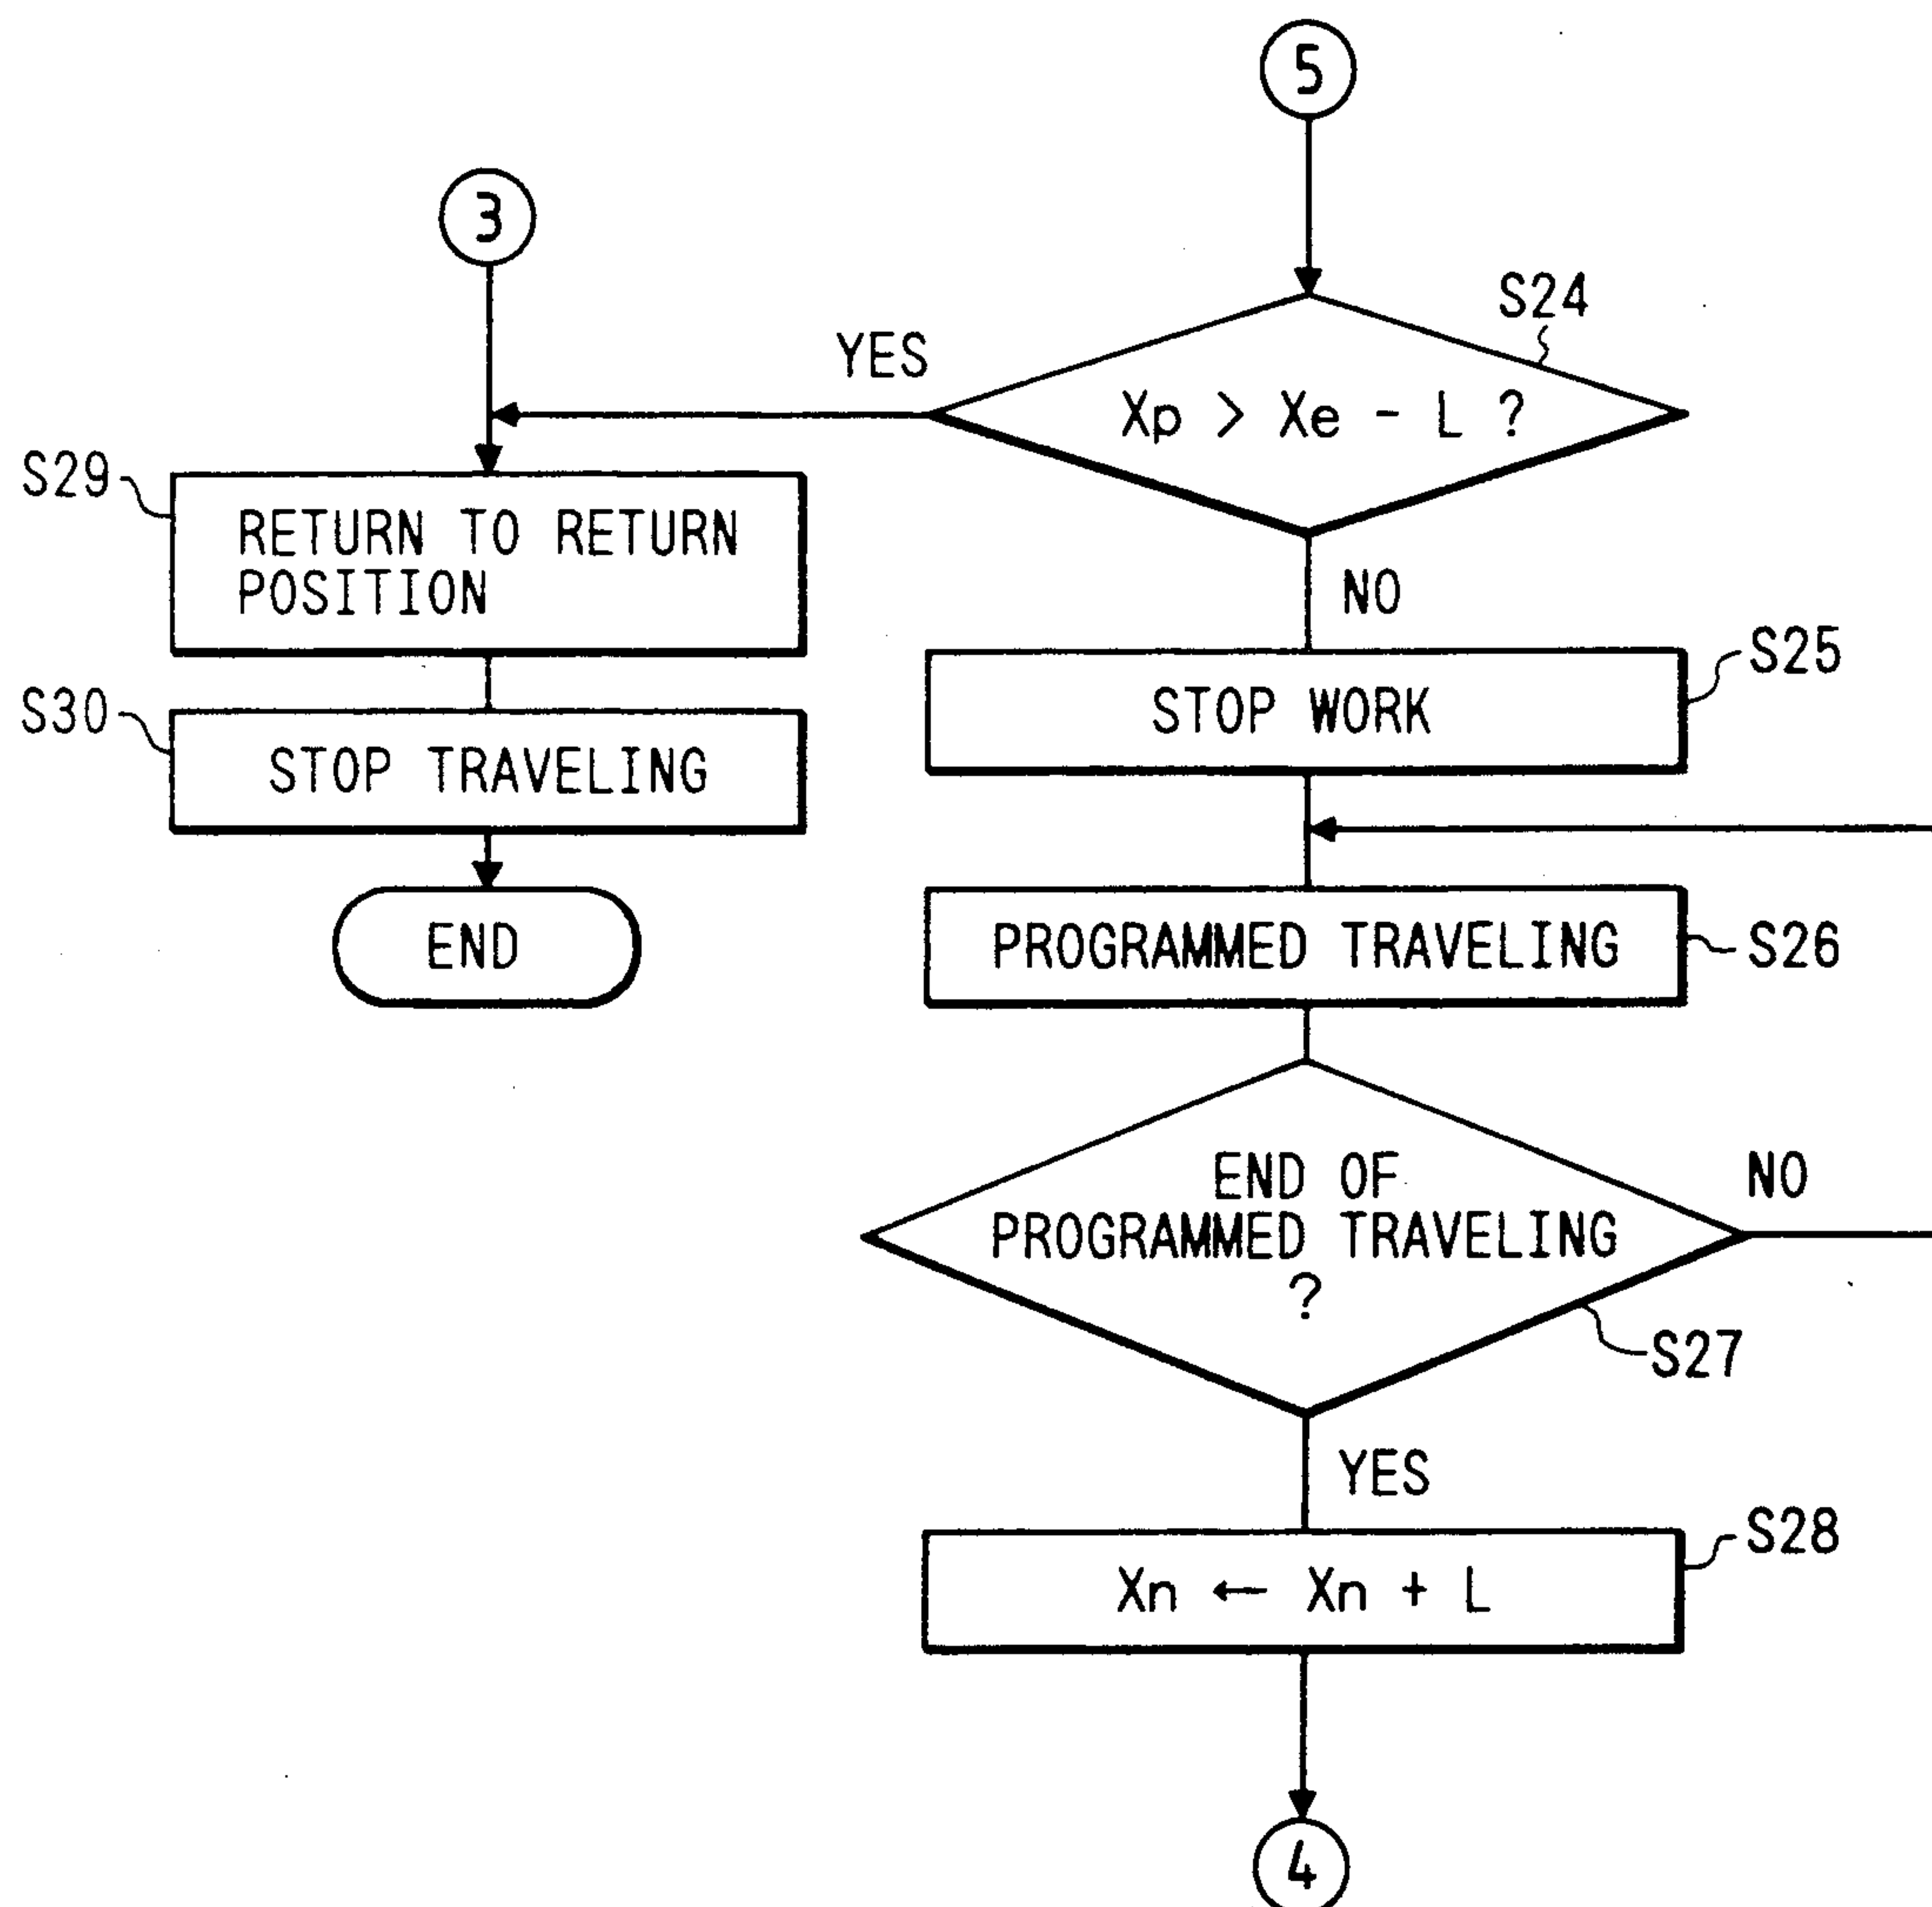 5
3
S24
YES
Xp > Xe - L ?
S29
RETURN TO RETURN
POSITION
NO
S25
STOP WORK
S30
STOP TRAVELING
END
PROGRAMMED TRAVELING
S26
END OF
PROGRAMMED TRAVELING
?
NO
S27
YES
S28
Xn ← Xn + L
4